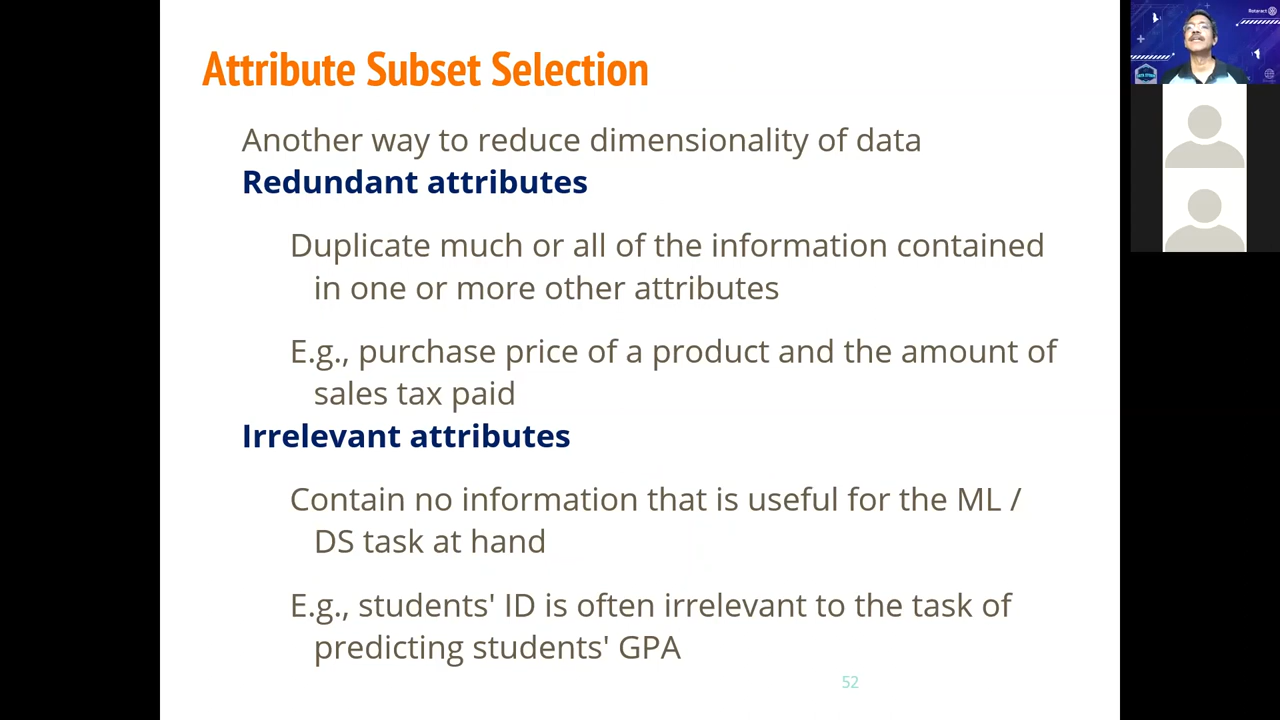 Attribute Subset Selection
Another way to reduce dimensionality of data
Redundant attributes
Duplicate much or all of the information contained
in one or more other attributes
E.g., purchase price of a product and the amount of
sales tax paid
Irrelevant attributes
Contain no information that is useful for the ML /
DS task at hand
E.g., students' ID is often irrelevant to the task of
predicting students' GPA
52
Rotaract